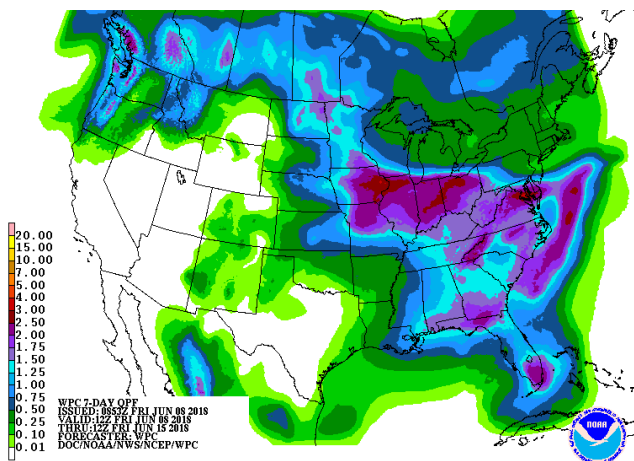 20.00
15.00
10.00
7.00
5.00
4.00
3.00
2.50
2.00
1.75
1.50
1.25
1.00
0.75
0.50
0.25
0.10
0.01
WPC 7-DAY QPF
ISSUED: 0853Z FRI JUN 08 2018
VALID:12Z FRI JUN 08 2018
THRU:12Z FRI JUN 15 2018
FORECASTER: WPC
DOC/NOAA/NWS/NCEP/WPC
NOAA